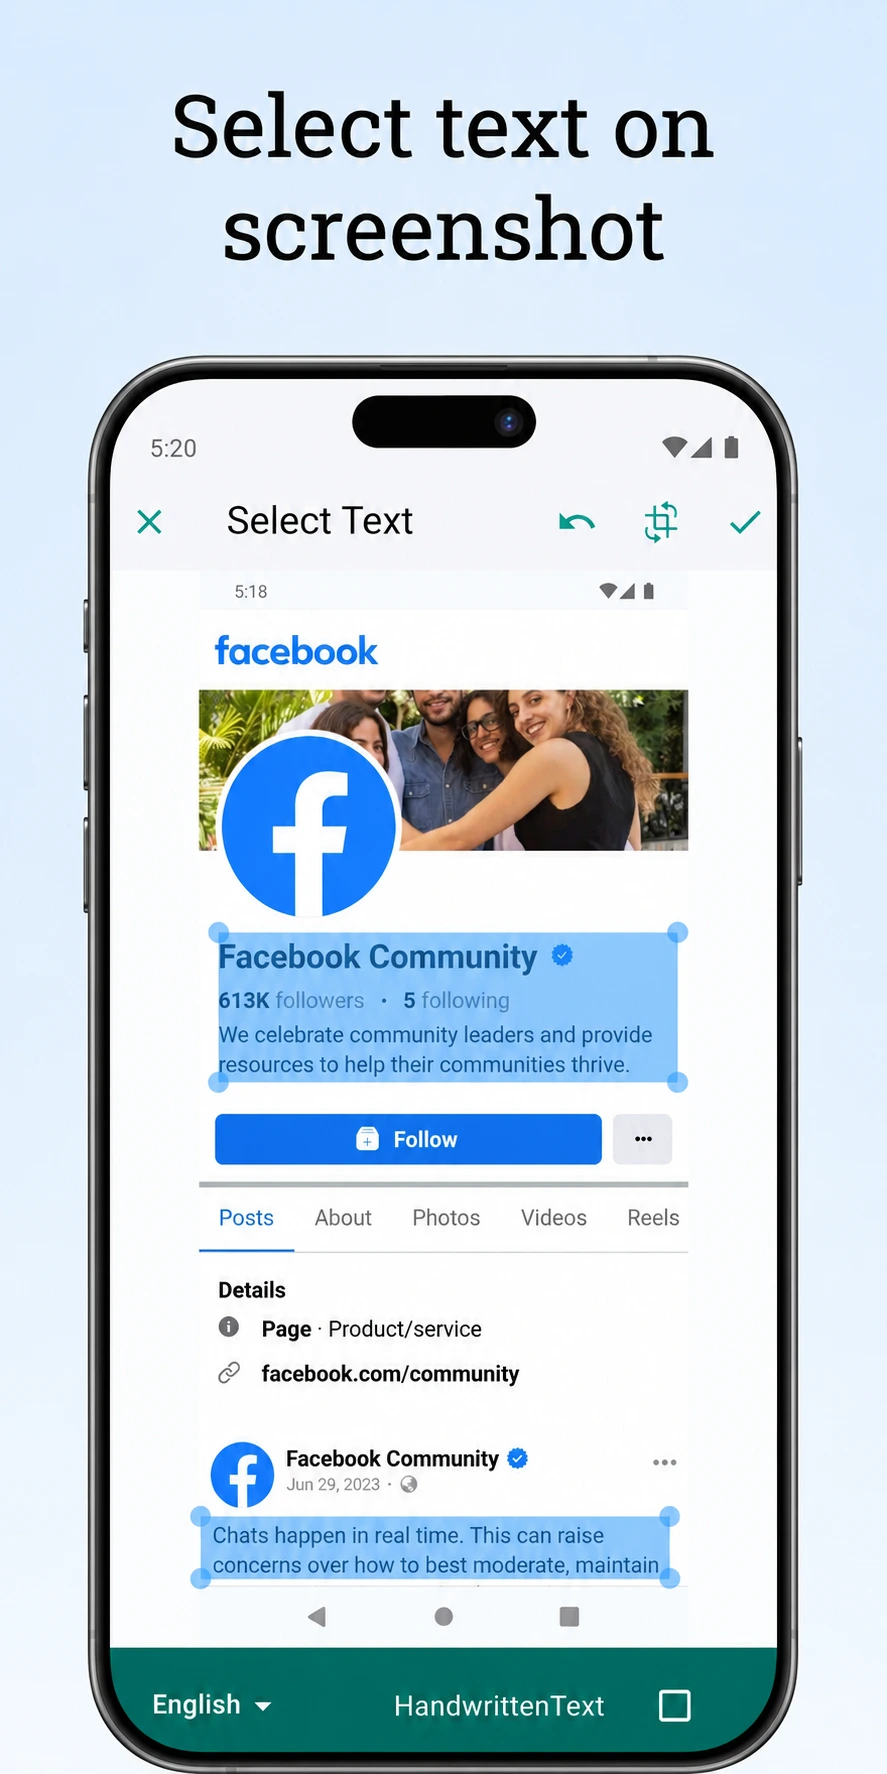 Select text on
screenshot
5:20
Select Text
5:18
facebook
Facebook Community
613K followers • 5 following
We celebrate community leaders and provide
resources to help their communities thrive.
Follow
Posts About Photos Videos Reels
Details
Page · Product/service
facebook.com/community
Facebook Community
Jun 29, 2023 ·
Chats happen in real time. This can raise
concerns over how to best moderate, maintain
English HandwrittenText